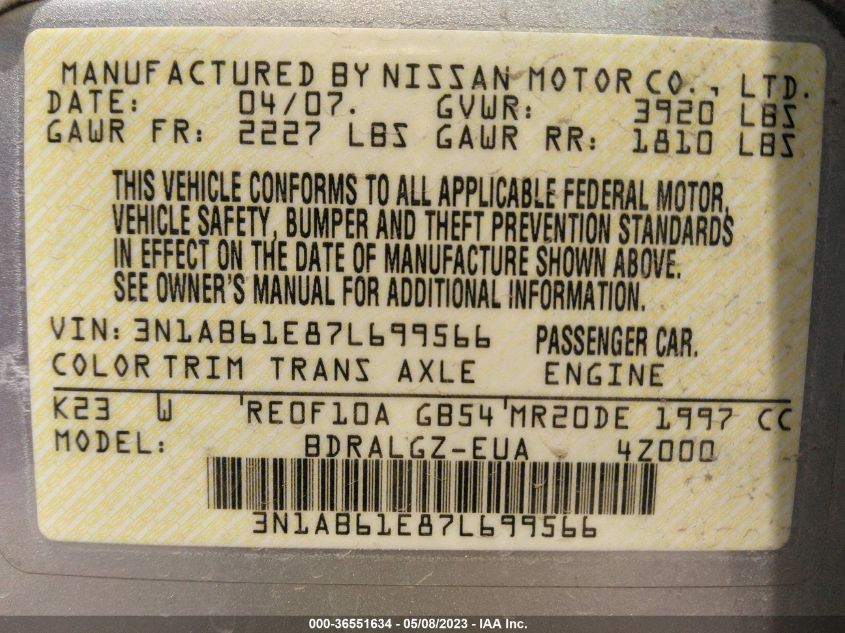 MANUFACTURED BY NISSAN MOTOR CO., LTD.
DATE: 04/07. GVWR: 3920 LBS
GAWR FR: 2227 LBS GAWR RR: 1810 LBS
THIS VEHICLE CONFORMS TO ALL APPLICABLE FEDERAL MOTOR,
VEHICLE SAFETY, BUMPER AND THEFT PREVENTION STANDARDS
IN EFFECT ON THE DATE OF MANUFACTURE SHOWN ABOVE.
SEE OWNER'S MANUAL FOR ADDITIONAL INFORMATION.
VIN: 3N1AB61E87L699566 PASSENGER CAR.
COLOR TRIM TRANS AXLE ENGINE
K23 W 'RE0F10A GB54'MR20DE 1997 CC
MODEL: BDRALGZ-EUA 4Z000
3N1AB61E87L699566
000-36551634 - 05/08/2023 - IAA Inc.